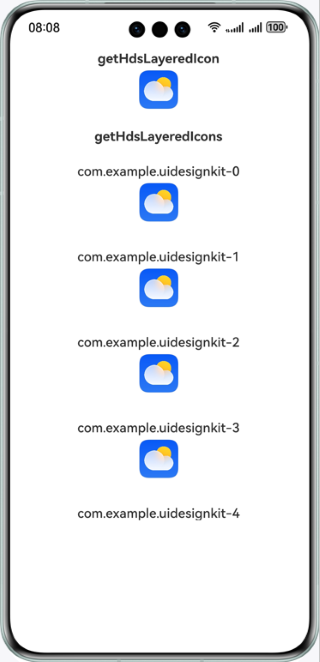 08:08
100
getHdsLayeredIcon
getHdsLayeredIcons
com.example.uidesignkit-0
com.example.uidesignkit-1
com.example.uidesignkit-2
com.example.uidesignkit-3
com.example.uidesignkit-4